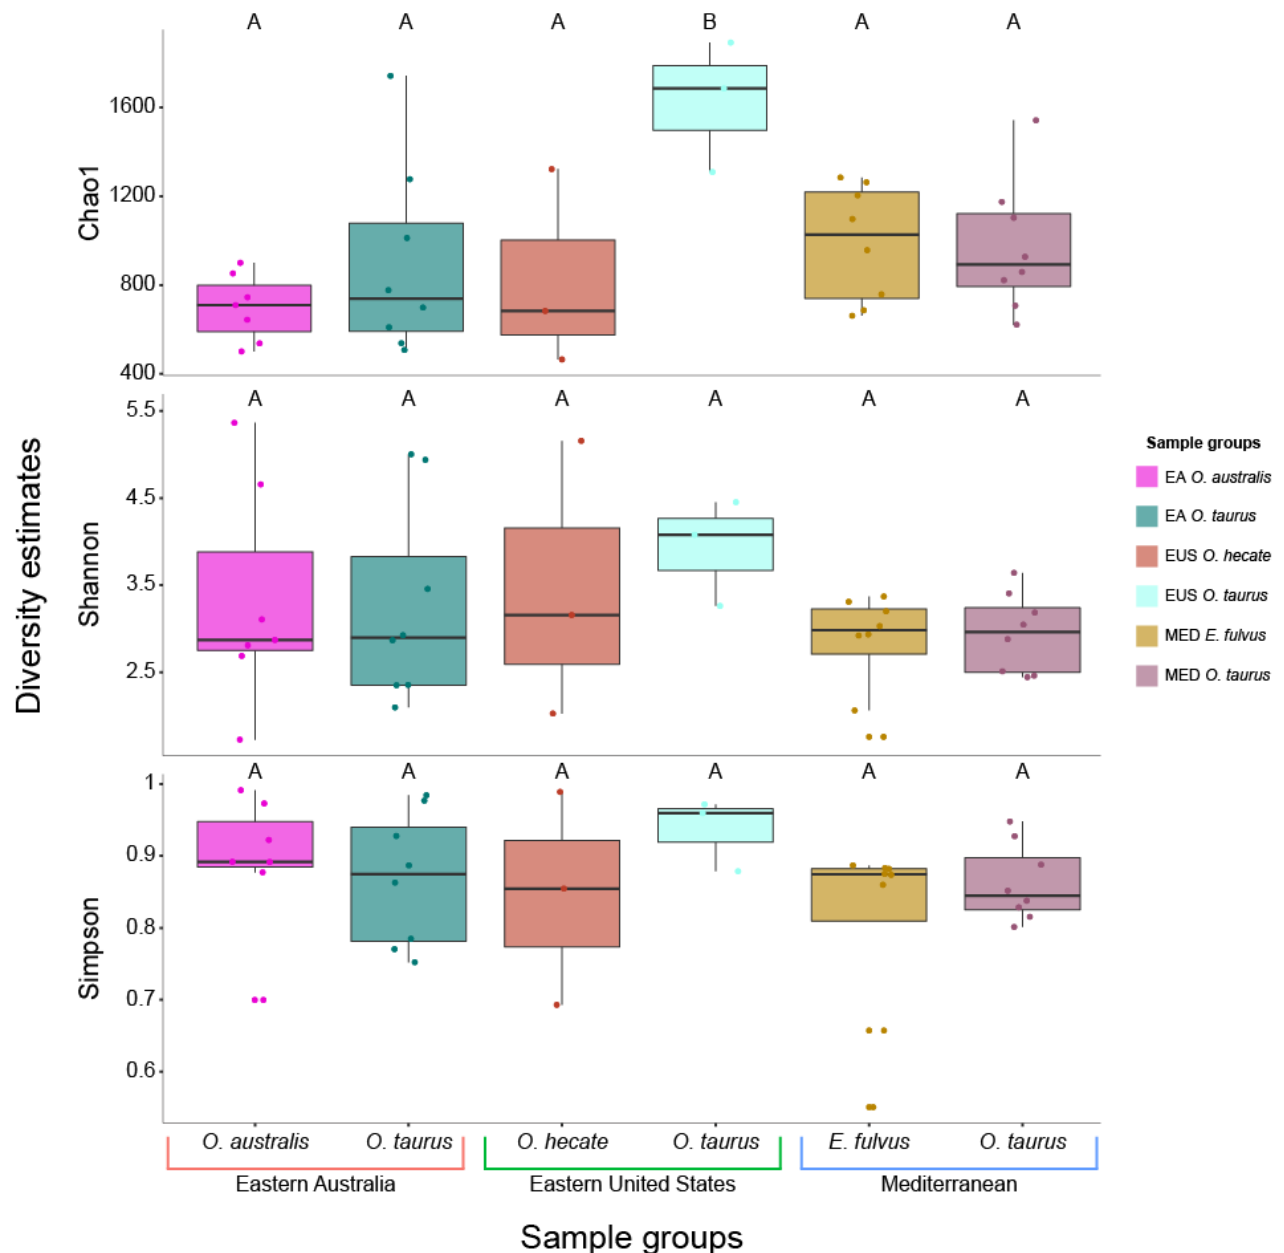 A A A B A A
Chao1
1600
1200
800
400
A A A A A A
Diversity estimates
Shannon
5.5
4.5
3.5
2.5
Sample groups
EA O. australis
EA O. taurus
EUS O. hecate
EUS O. taurus
MED E. fulvus
MED O. taurus
A A A A A A
Simpson
1
0.9
0.8
0.7
0.6
O. australis O. taurus O. hecate O. taurus E. fulvus O. taurus
Eastern Australia Eastern United States Mediterranean
Sample groups